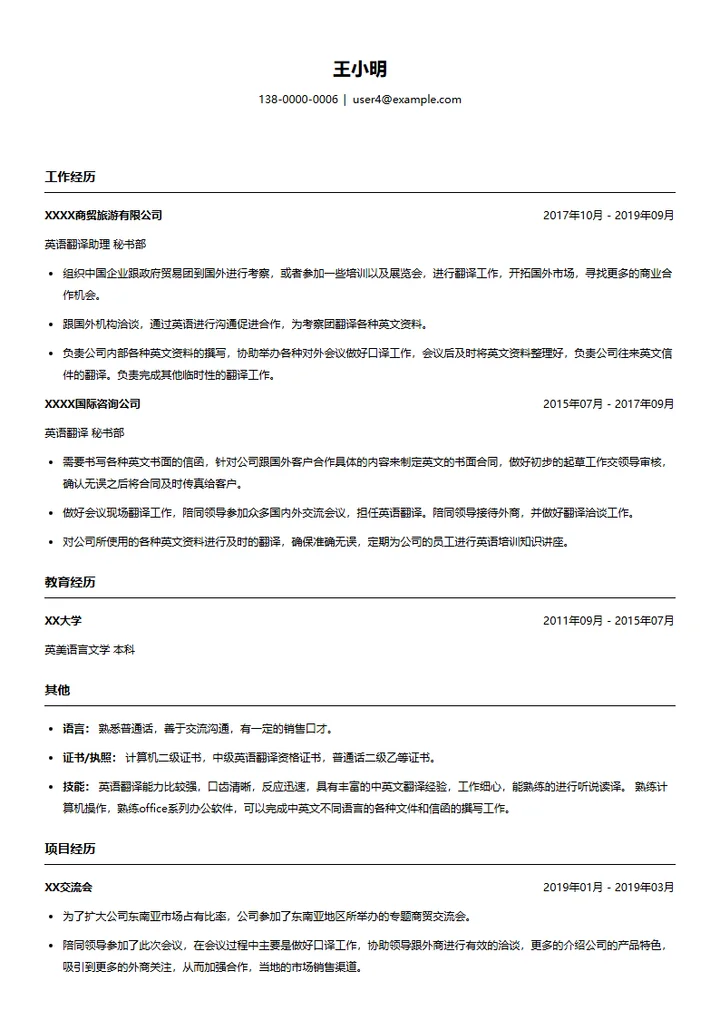 王小明
138-0000-0006 | user4@example.com
工作经历
XXXX商贸旅游有限公司 2017年10月 - 2019年09月
英语翻译助理 秘书部
• 组织中国企业跟政府贸易团到国外进行考察，或者参加一些培训以及展览会，进行翻译工作，开拓国外市场，寻找更多的商业合
作机会。
• 跟国外机构洽谈，通过英语进行沟通促进合作，为考察团翻译各种英文资料。
• 负责公司内部各种英文资料的撰写，协助举办各种对外会议做好口译工作，会议后及时将英文资料整理好，负责公司往来英文信
件的翻译。负责完成其他临时性的翻译工作。
XXXX国际咨询公司 2015年07月 - 2017年09月
英语翻译 秘书部
• 需要书写各种英文书面的信函，针对公司跟国外客户合作具体的内容来制定英文的书面合同，做好初步的起草工作交领导审核，
确认无误之后将合同及时传真给客户。
• 做好会议现场翻译工作，陪同领导参加众多国内外交流会议，担任英语翻译。陪同领导接待外商，并做好翻译洽谈工作。
• 对公司所使用的各种英文资料进行及时的翻译，确保准确无误，定期为公司的员工进行英语培训知识讲座。
教育经历
XX大学 2011年09月 - 2015年07月
英美语言文学 本科
其他
• 语言： 熟悉普通话，善于交流沟通，有一定的销售口才。
• 证书/执照： 计算机二级证书，中级英语翻译资格证书，普通话二级乙等证书。
• 技能： 英语翻译能力比较强，口齿清晰，反应迅速，具有丰富的中英文翻译经验，工作细心，能熟练的进行听说读译。 熟练计
算机操作，熟练office系列办公软件，可以完成中英文不同语言的各种文件和信函的撰写工作。
项目经历
XX交流会 2019年01月 - 2019年03月
• 为了扩大公司东南亚市场占有比率，公司参加了东南亚地区所举办的专题商贸交流会。
• 陪同领导参加了此次会议，在会议过程中主要是做好口译工作，协助领导跟外商进行有效的洽谈，更多的介绍公司的产品特色，
吸引到更多的外商关注，从而加强合作，当地的市场销售渠道。